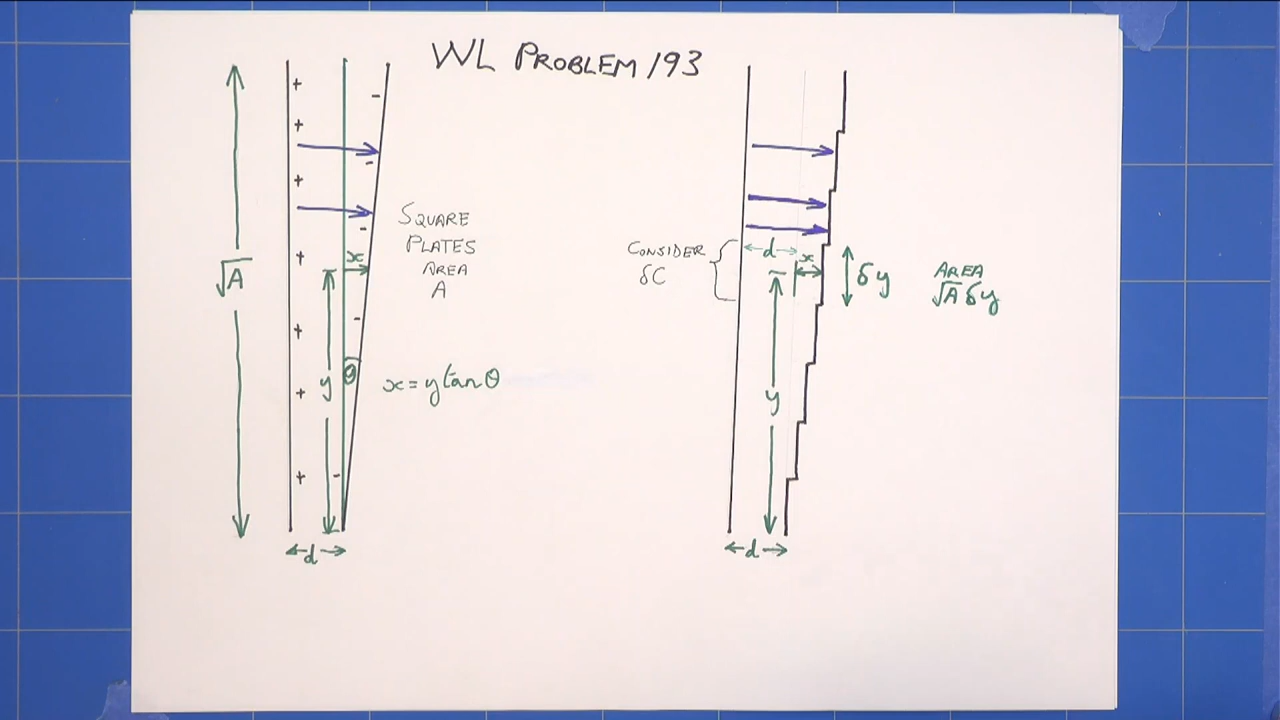 WL PROBLEM 193
+
-
+
-
+
-
SQUARE
PLATES
AREA
A
√A
+
x
-
+
θ
y
x = y tan θ
+
+
-
d
CONSIDER
δC
d
x
δy
AREA
√A δy
y
d